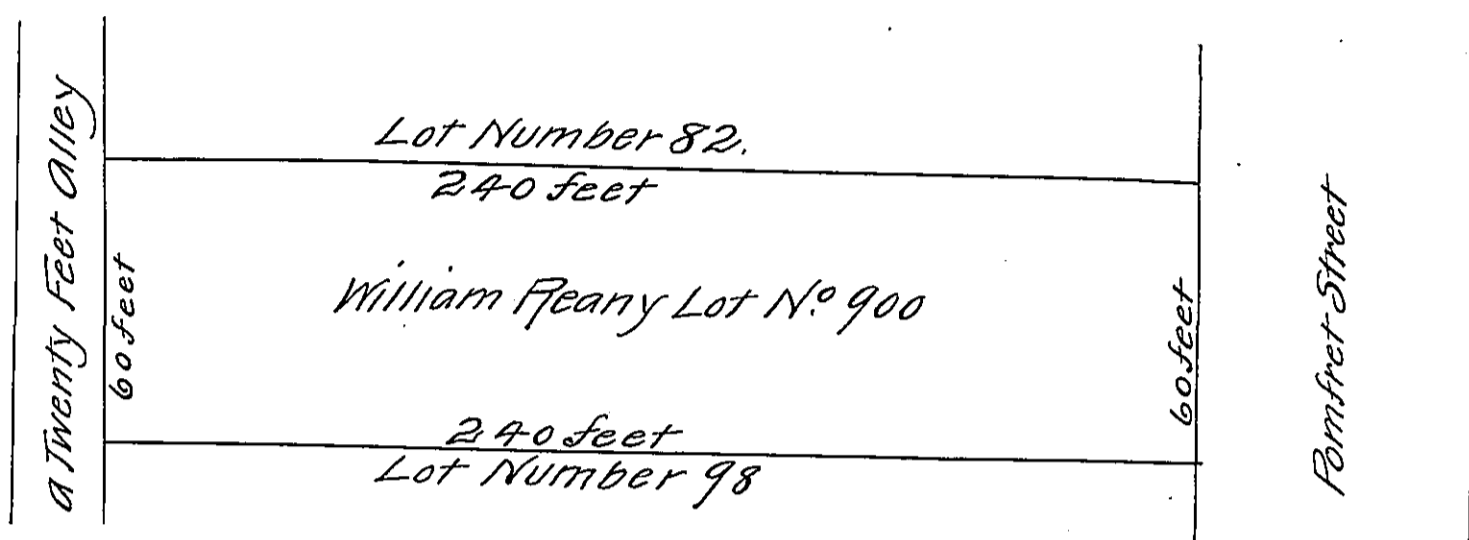 a Twenty Feet Alley
Lot Number 82.
240 feet
60 feet
William Reany Lot Nº 900
60 feet
240 feet
Lot Number 98
Pomfret Street